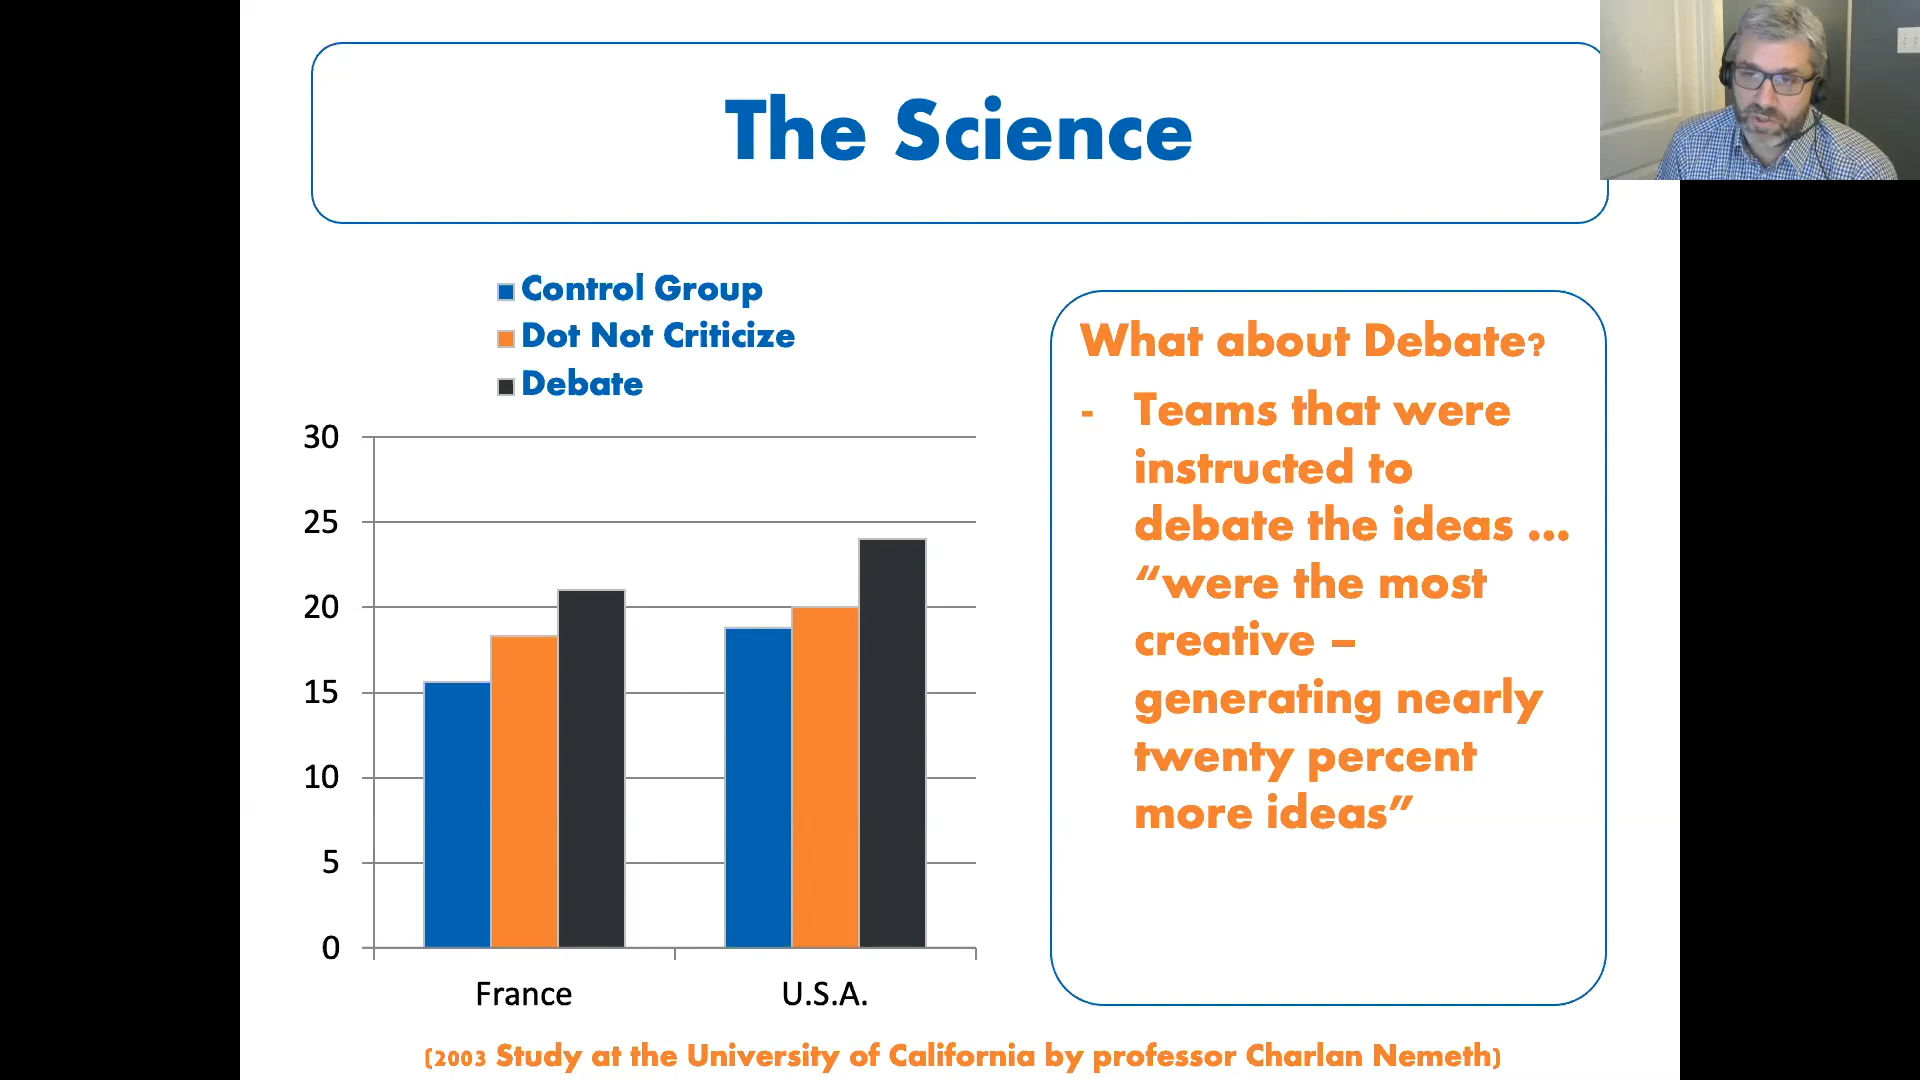 The Science
Control Group
Dot Not Criticize
Debate
30
25
20
15
10
5
0
France
U.S.A.
What about Debate?
- Teams that were
instructed to
debate the ideas ...
“were the most
creative –
generating nearly
twenty percent
more ideas”
(2003 Study at the University of California by professor Charlan Nemeth)